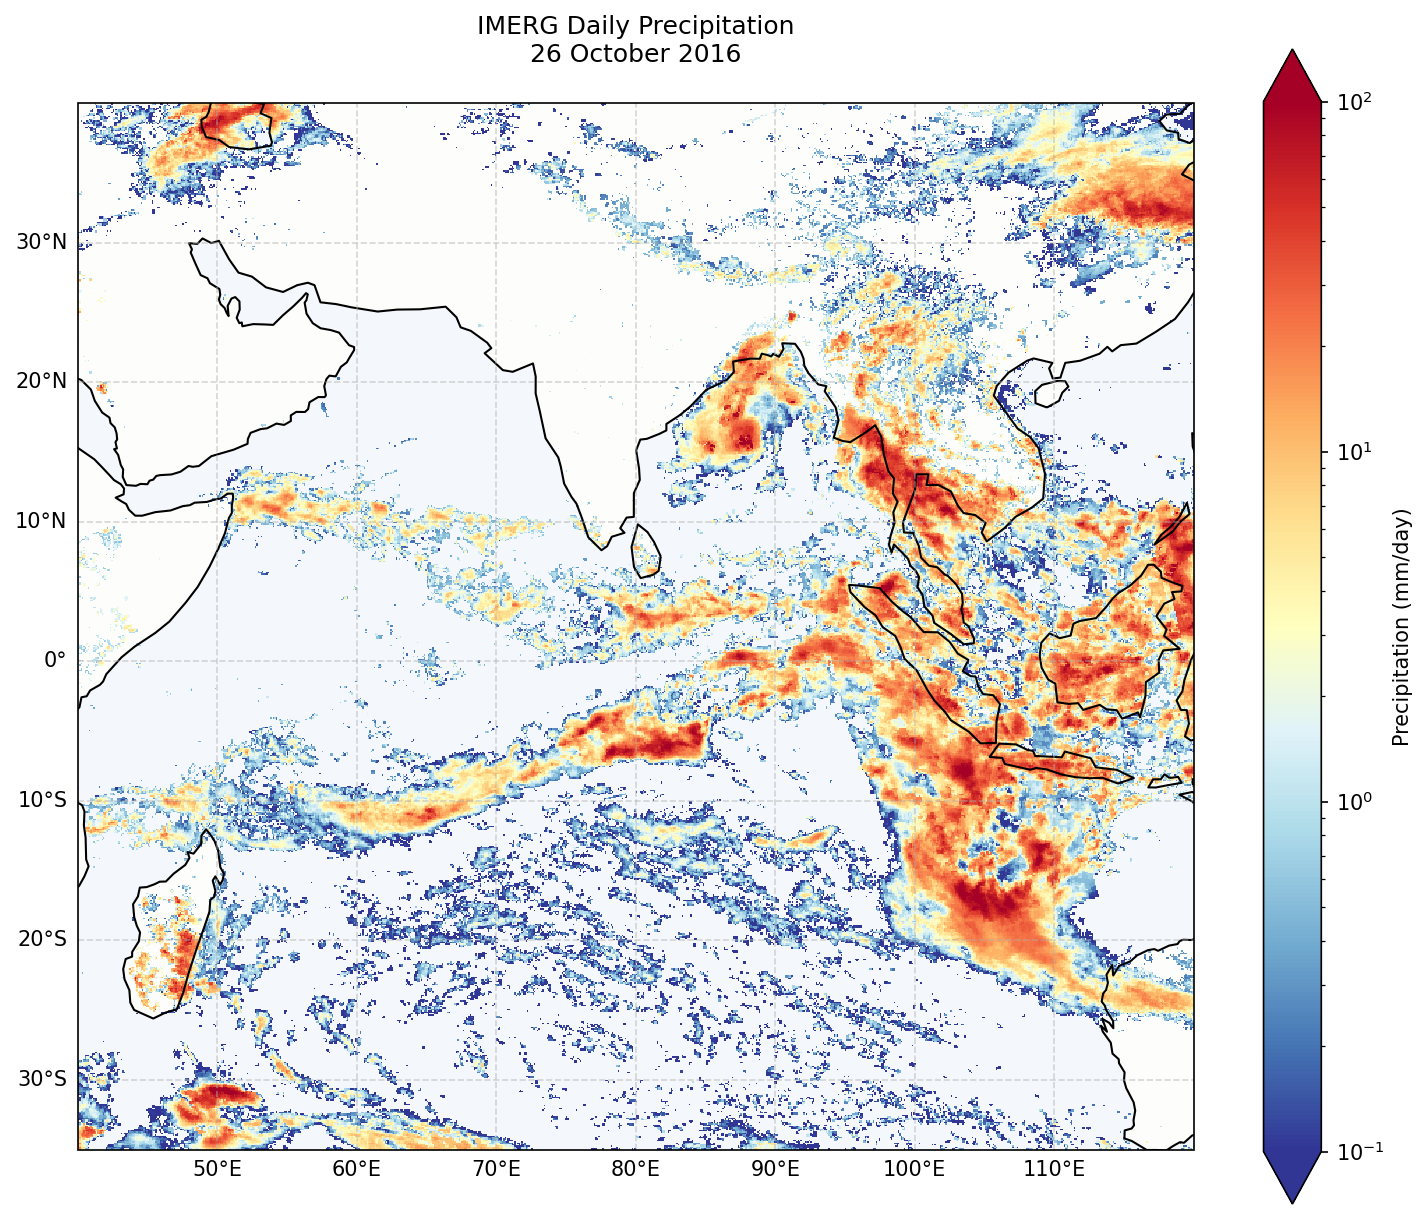 IMERG Daily Precipitation
26 October 2016
30°N
20°N
10°N
0°
10°S
20°S
30°S
50°E
60°E
70°E
80°E
90°E
100°E
110°E
10²
10¹
10⁰
10⁻¹
Precipitation (mm/day)